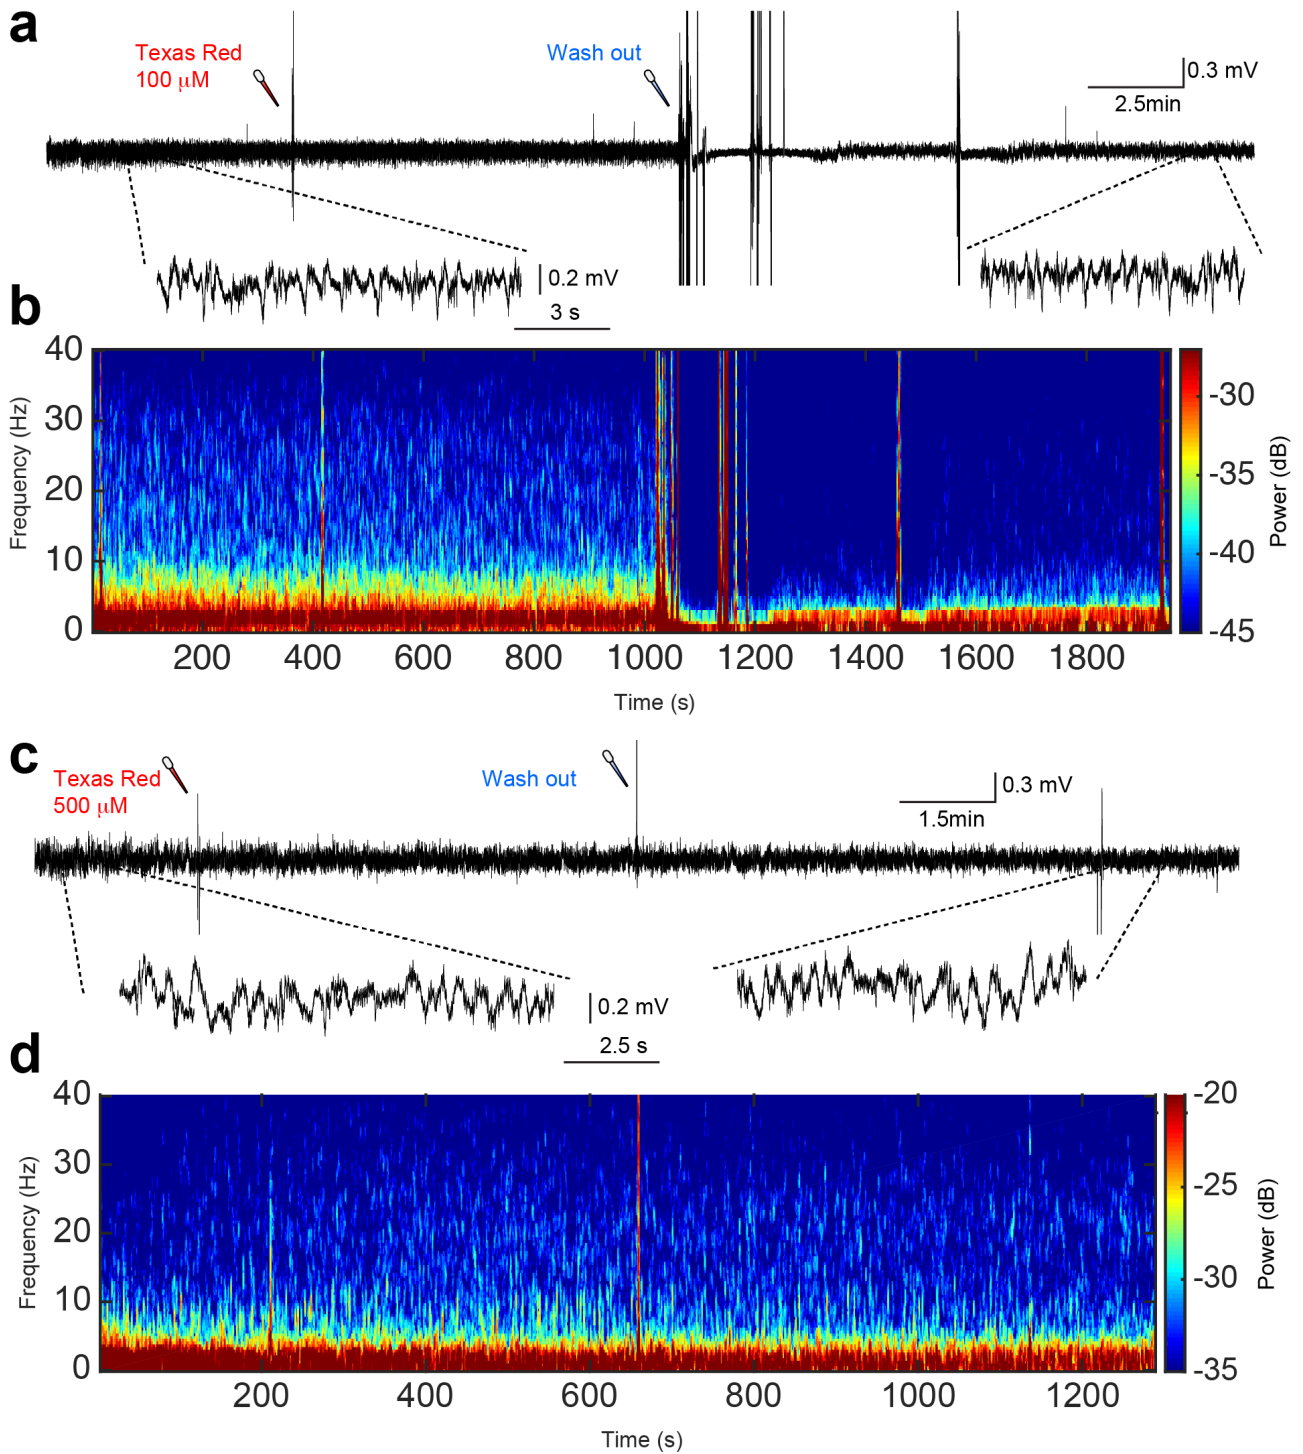 a
Texas Red
100 μM
Wash out
0.3 mV
2.5min
0.2 mV
3 s
b
40
30
20
10
0
Frequency (Hz)
200
400
600
800
1000
1200
1400
1600
1800
Time (s)
-30
-35
-40
-45
Power (dB)
c
Texas Red
500 μM
Wash out
0.3 mV
1.5min
0.2 mV
2.5 s
d
40
30
20
10
0
Frequency (Hz)
200
400
600
800
1000
1200
Time (s)
-20
-25
-30
-35
Power (dB)